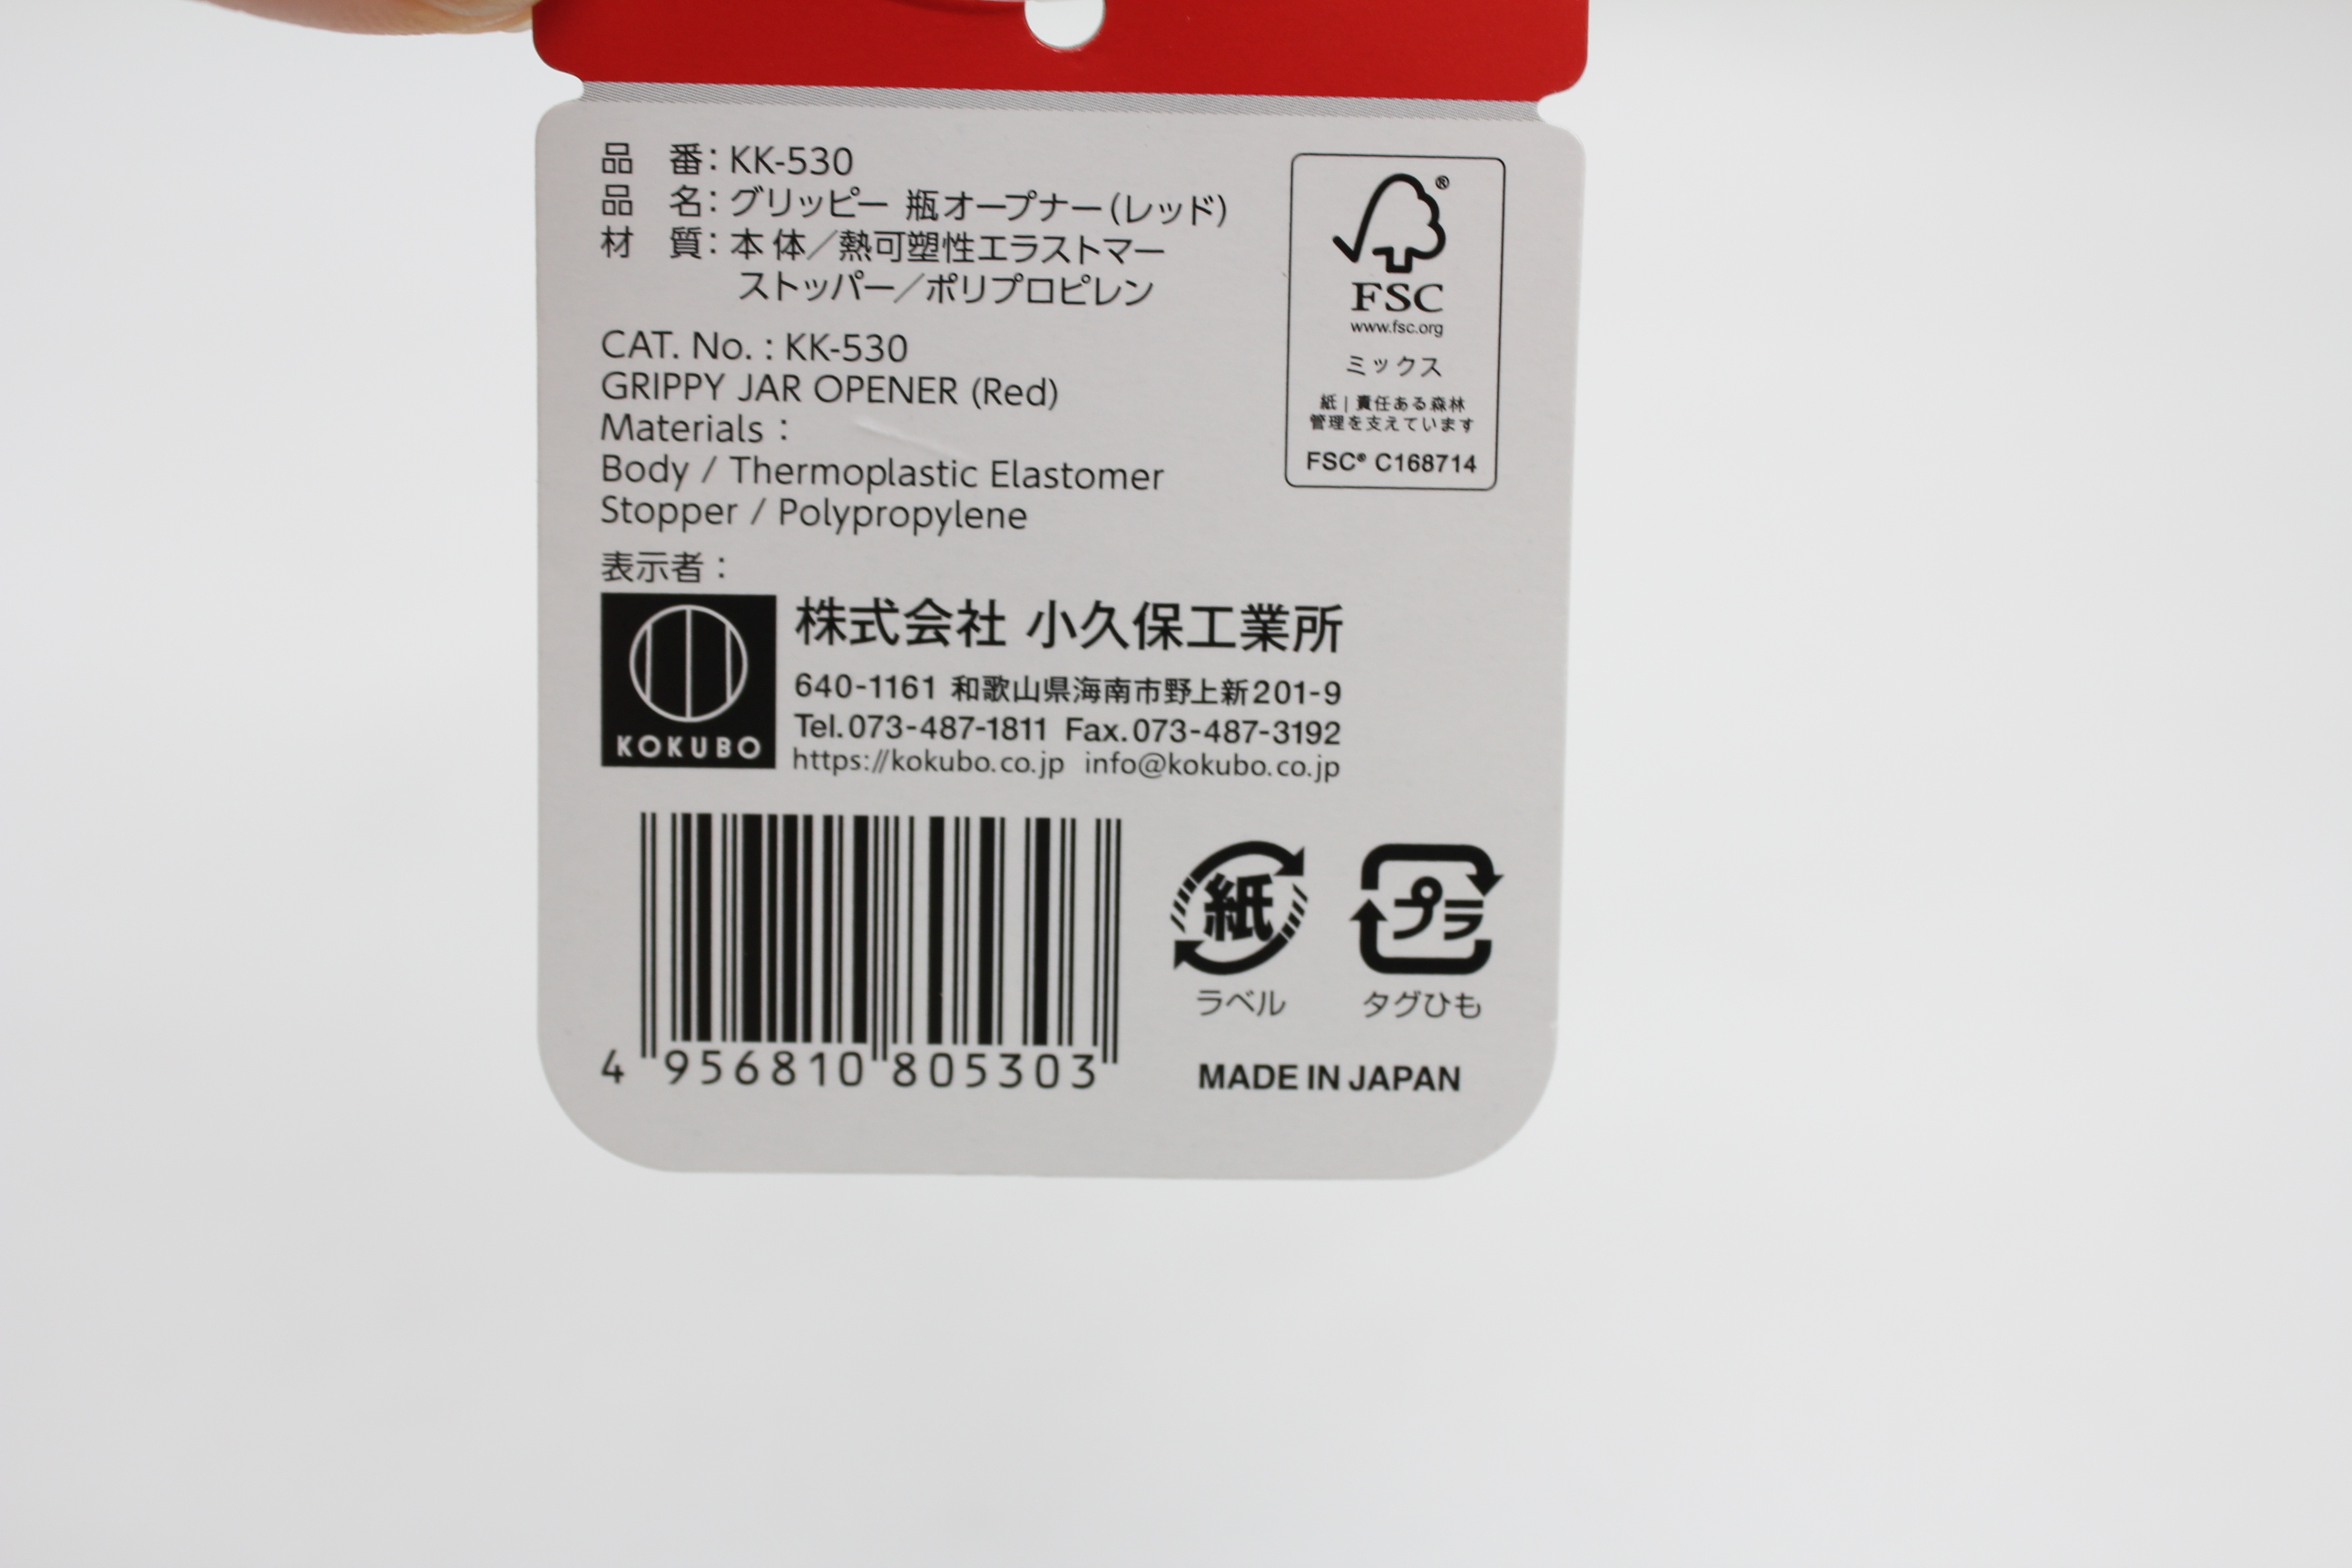 品 番：KK-530
品 名：グリッピー 瓶オープナー(レッド)
材 質：本 体／熱可塑性エラストマー
ストッパー／ポリプロピレン
CAT. No. : KK-530
GRIPPY JAR OPENER (Red)
Materials :
Body / Thermoplastic Elastomer
Stopper / Polypropylene
®
FSC
www.fsc.org
ミックス
紙 | 責任ある森林
管理を支えています
FSC® C168714
表示者：
KOKUBO
株式会社 小久保工業所
640-1161 和歌山県海南市野上新201-9
Tel.073-487-1811 Fax.073-487-3192
https://kokubo.co.jp info@kokubo.co.jp
4 956810 805303
紙
ラベル
プラ
タグひも
MADE IN JAPAN